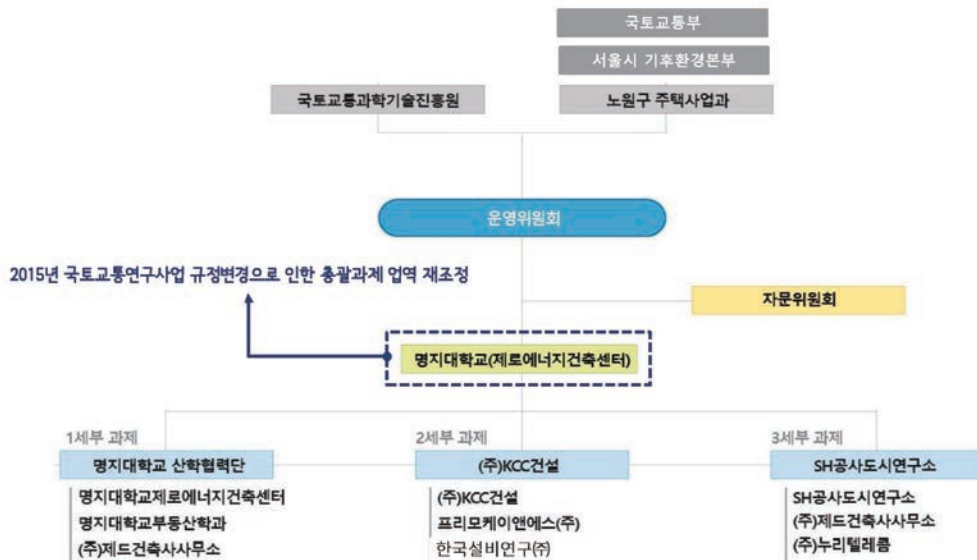 국토교통부
서울시 기후환경본부
국토교통과학기술진흥원
노원구 주택사업과
운영위원회
2015년 국토교통연구사업 규정변경으로 인한 총괄과제 업역 재조정
자문위원회
명지대학교(제로에너지건축센터)
1세부 과제
명지대학교 산학협력단
명지대학교제로에너지건축센터
명지대학교부동산학과
(주)제드건축사사무소
2세부 과제
(주)KCC건설
(주)KCC건설
프리모케이앤에스(주)
한국설비연구(주)
3세부 과제
SH공사도시연구소
SH공사도시연구소
(주)제드건축사사무소
(주)누리텔레콤